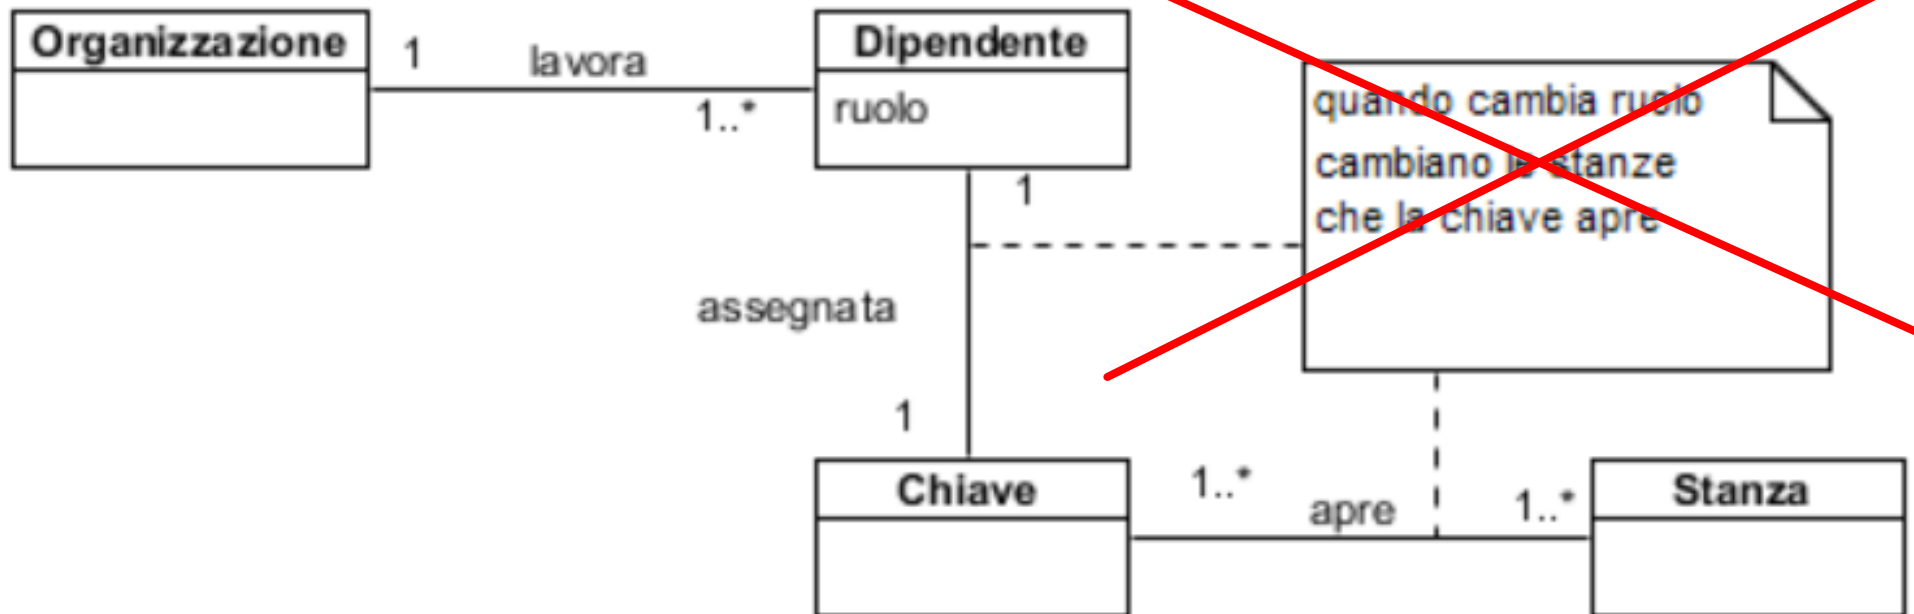 Organizzazione
1
lavora
1..*
Dipendente
ruolo
quando cambia ruolo
cambiano le stanze
che la chiave apre
1
assegnata
1
Chiave
1..*
apre
1..*
Stanza